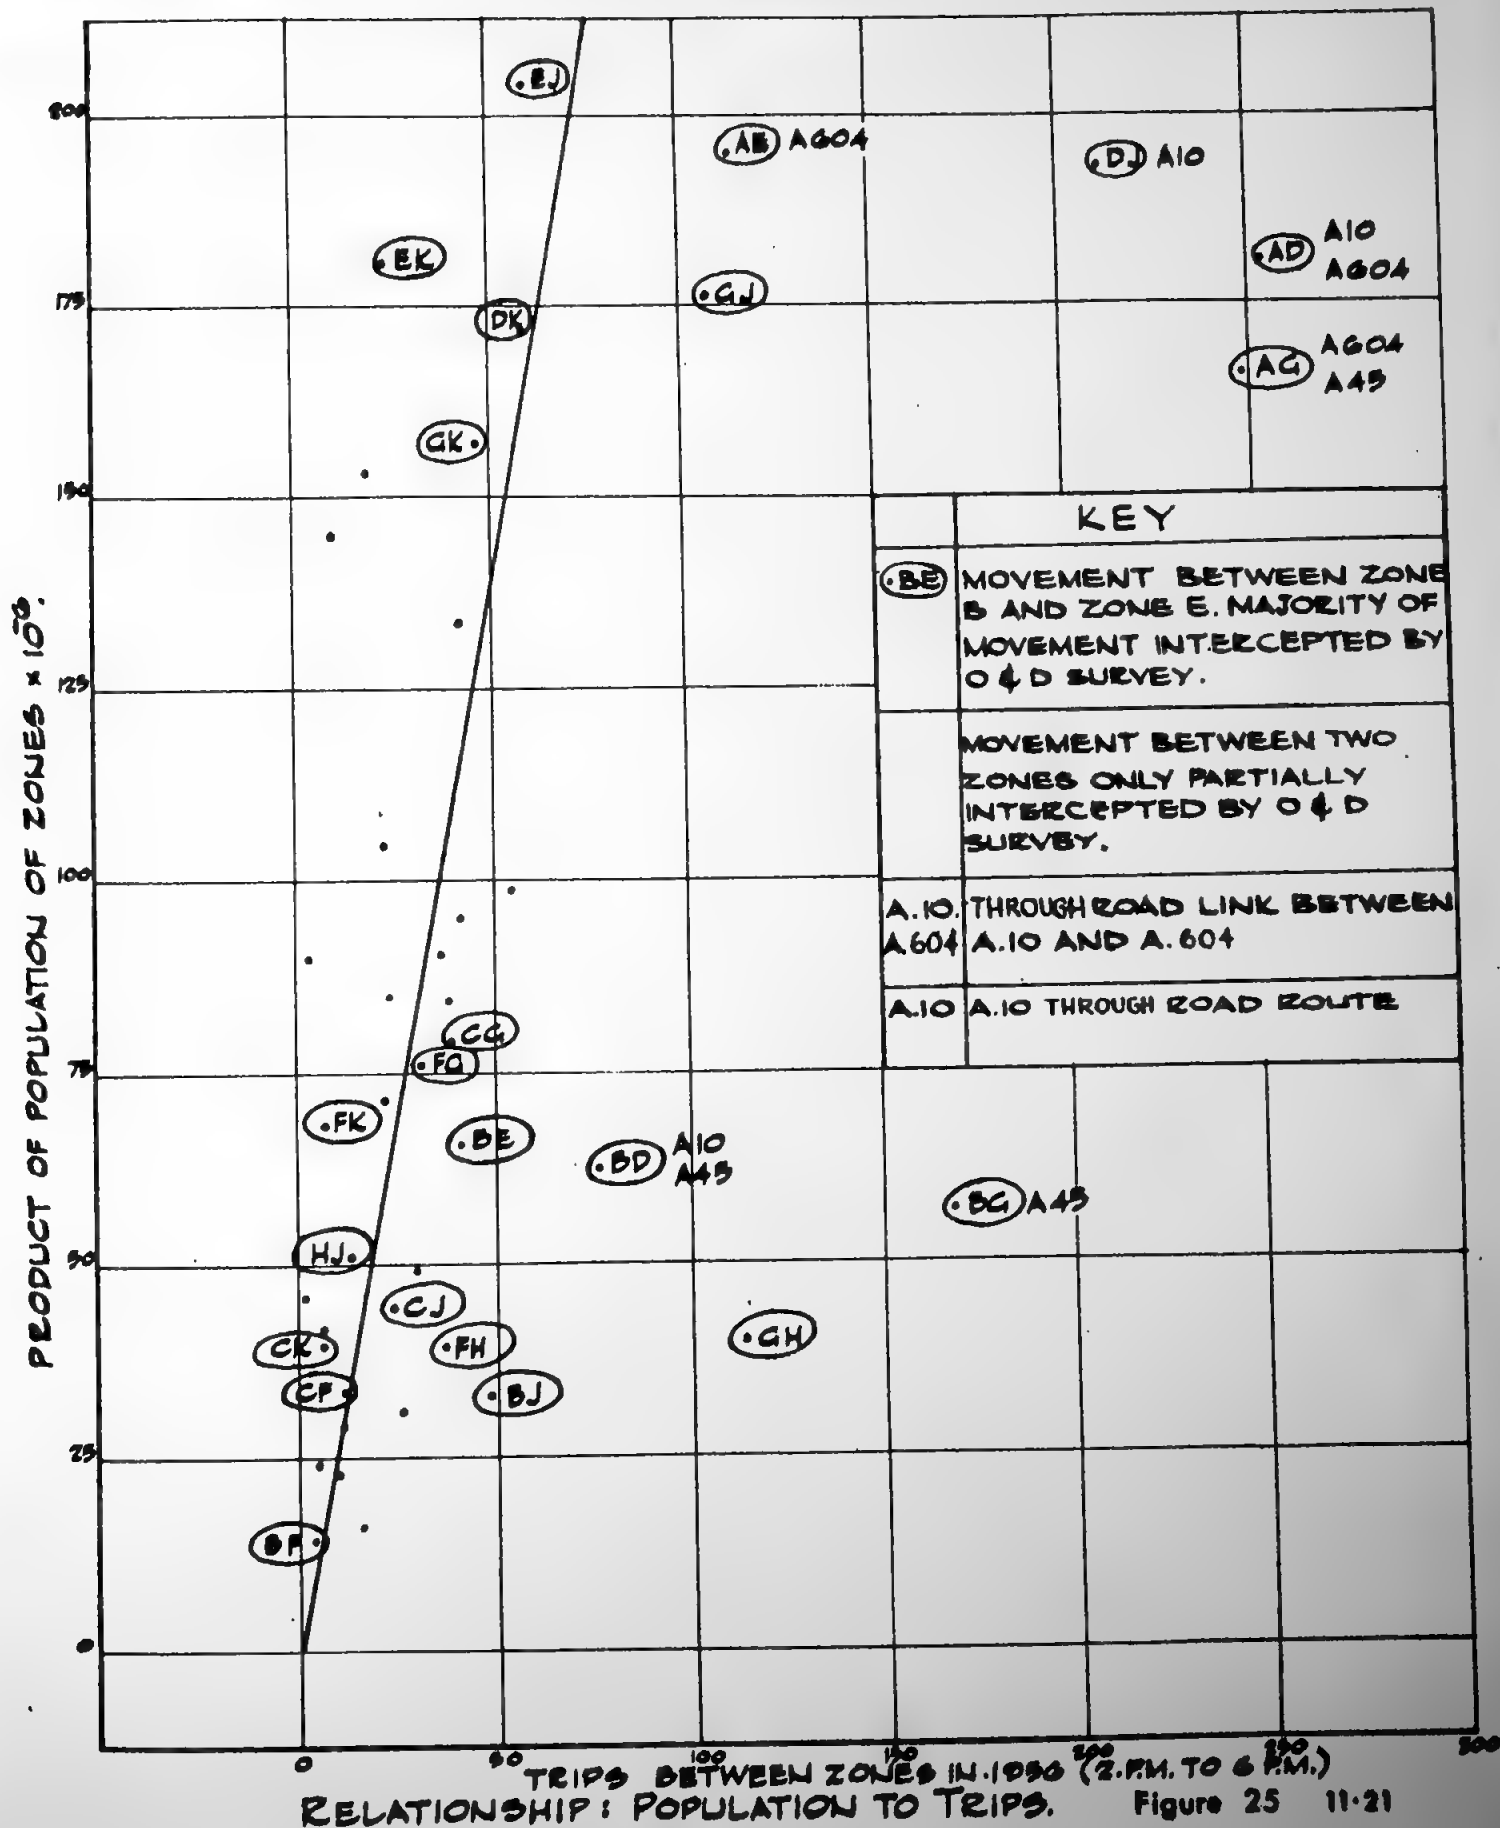 EJ
200
AE A604
DJ A10
AD A10
A604
EK
GJ
175
DK
AG A604
A45
GK
150
KEY
.BE MOVEMENT BETWEEN ZONE
B AND ZONE E. MAJORITY OF
MOVEMENT INTERCEPTED BY
O & D SURVEY.
125
MOVEMENT BETWEEN TWO
ZONES ONLY PARTIALLY
INTERCEPTED BY O & D
SURVEY.
100
A.10. THROUGH ROAD LINK BETWEEN
A.604 A.10 AND A.604
A.10 A.10 THROUGH ROAD ROUTE
CG
FG
75
FK
BE
BD A10
A45
BG A45
HJ
50
CJ
CK
FH
GH
CF
BJ
25
BF
0
PRODUCT OF POPULATION OF ZONES × 10⁻⁶.
0 50 100 150 200 250 300
TRIPS BETWEEN ZONES IN.1956 (2.P.M. TO 6 P.M.)
RELATIONSHIP: POPULATION TO TRIPS. Figure 25 11·21